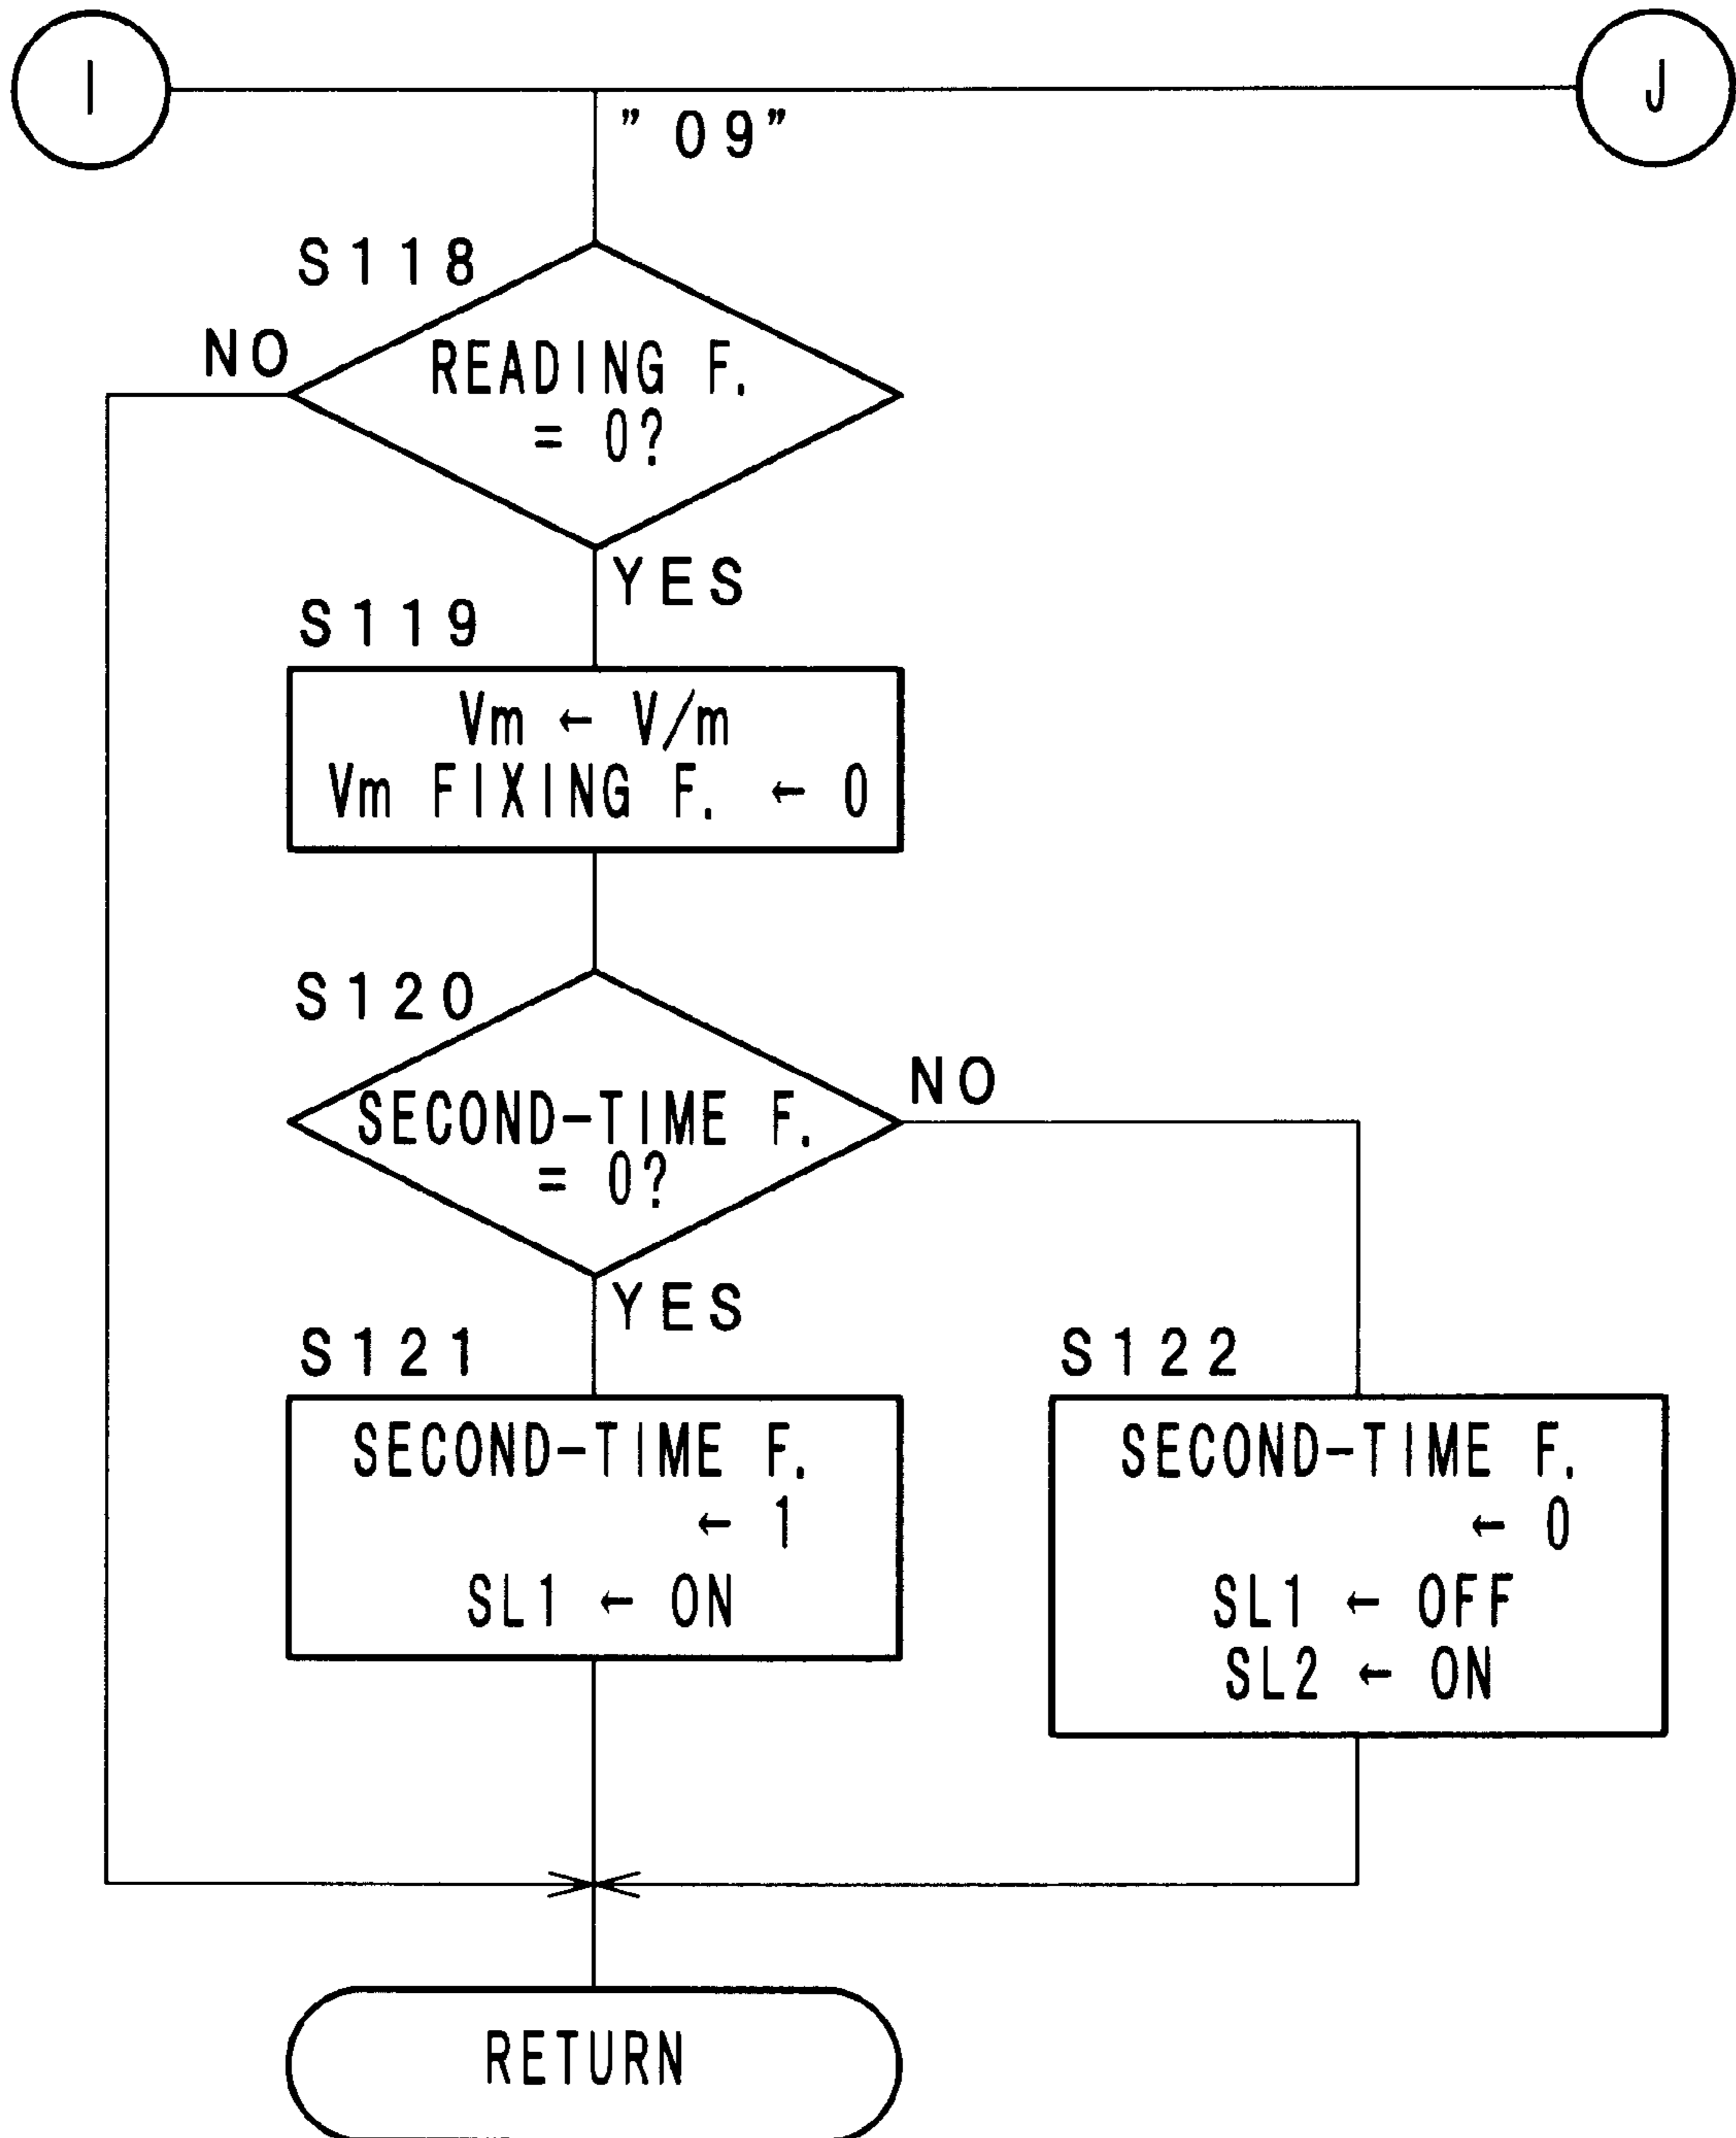 I
J
"09"
S118
NO
READING F.
= 0?
YES
S119
Vm ← V/m
Vm FIXING F. ← 0
S120
NO
SECOND-TIME F.
= 0?
YES
S121
SECOND-TIME F.
← 1
SL1 ← ON
S122
SECOND-TIME F.
← 0
SL1 ← OFF
SL2 ← ON
RETURN